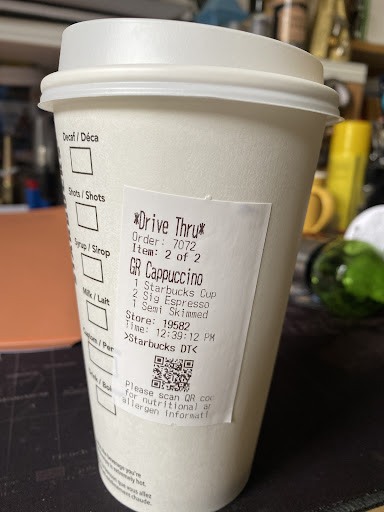 Decaf / Déca
Shots / Shots
Syrup / Sirop
Milk / Lait
*Drive Thru*
Order: 7072
Item: 2 of 2
GR Cappuccino
1 Starbucks Cup
2 Sig Espresso
1 Semi Skimmed
Store: 19582
Time: 12:39:12 PM
>Starbucks DT<
Please scan QR
for nutritional
allergen